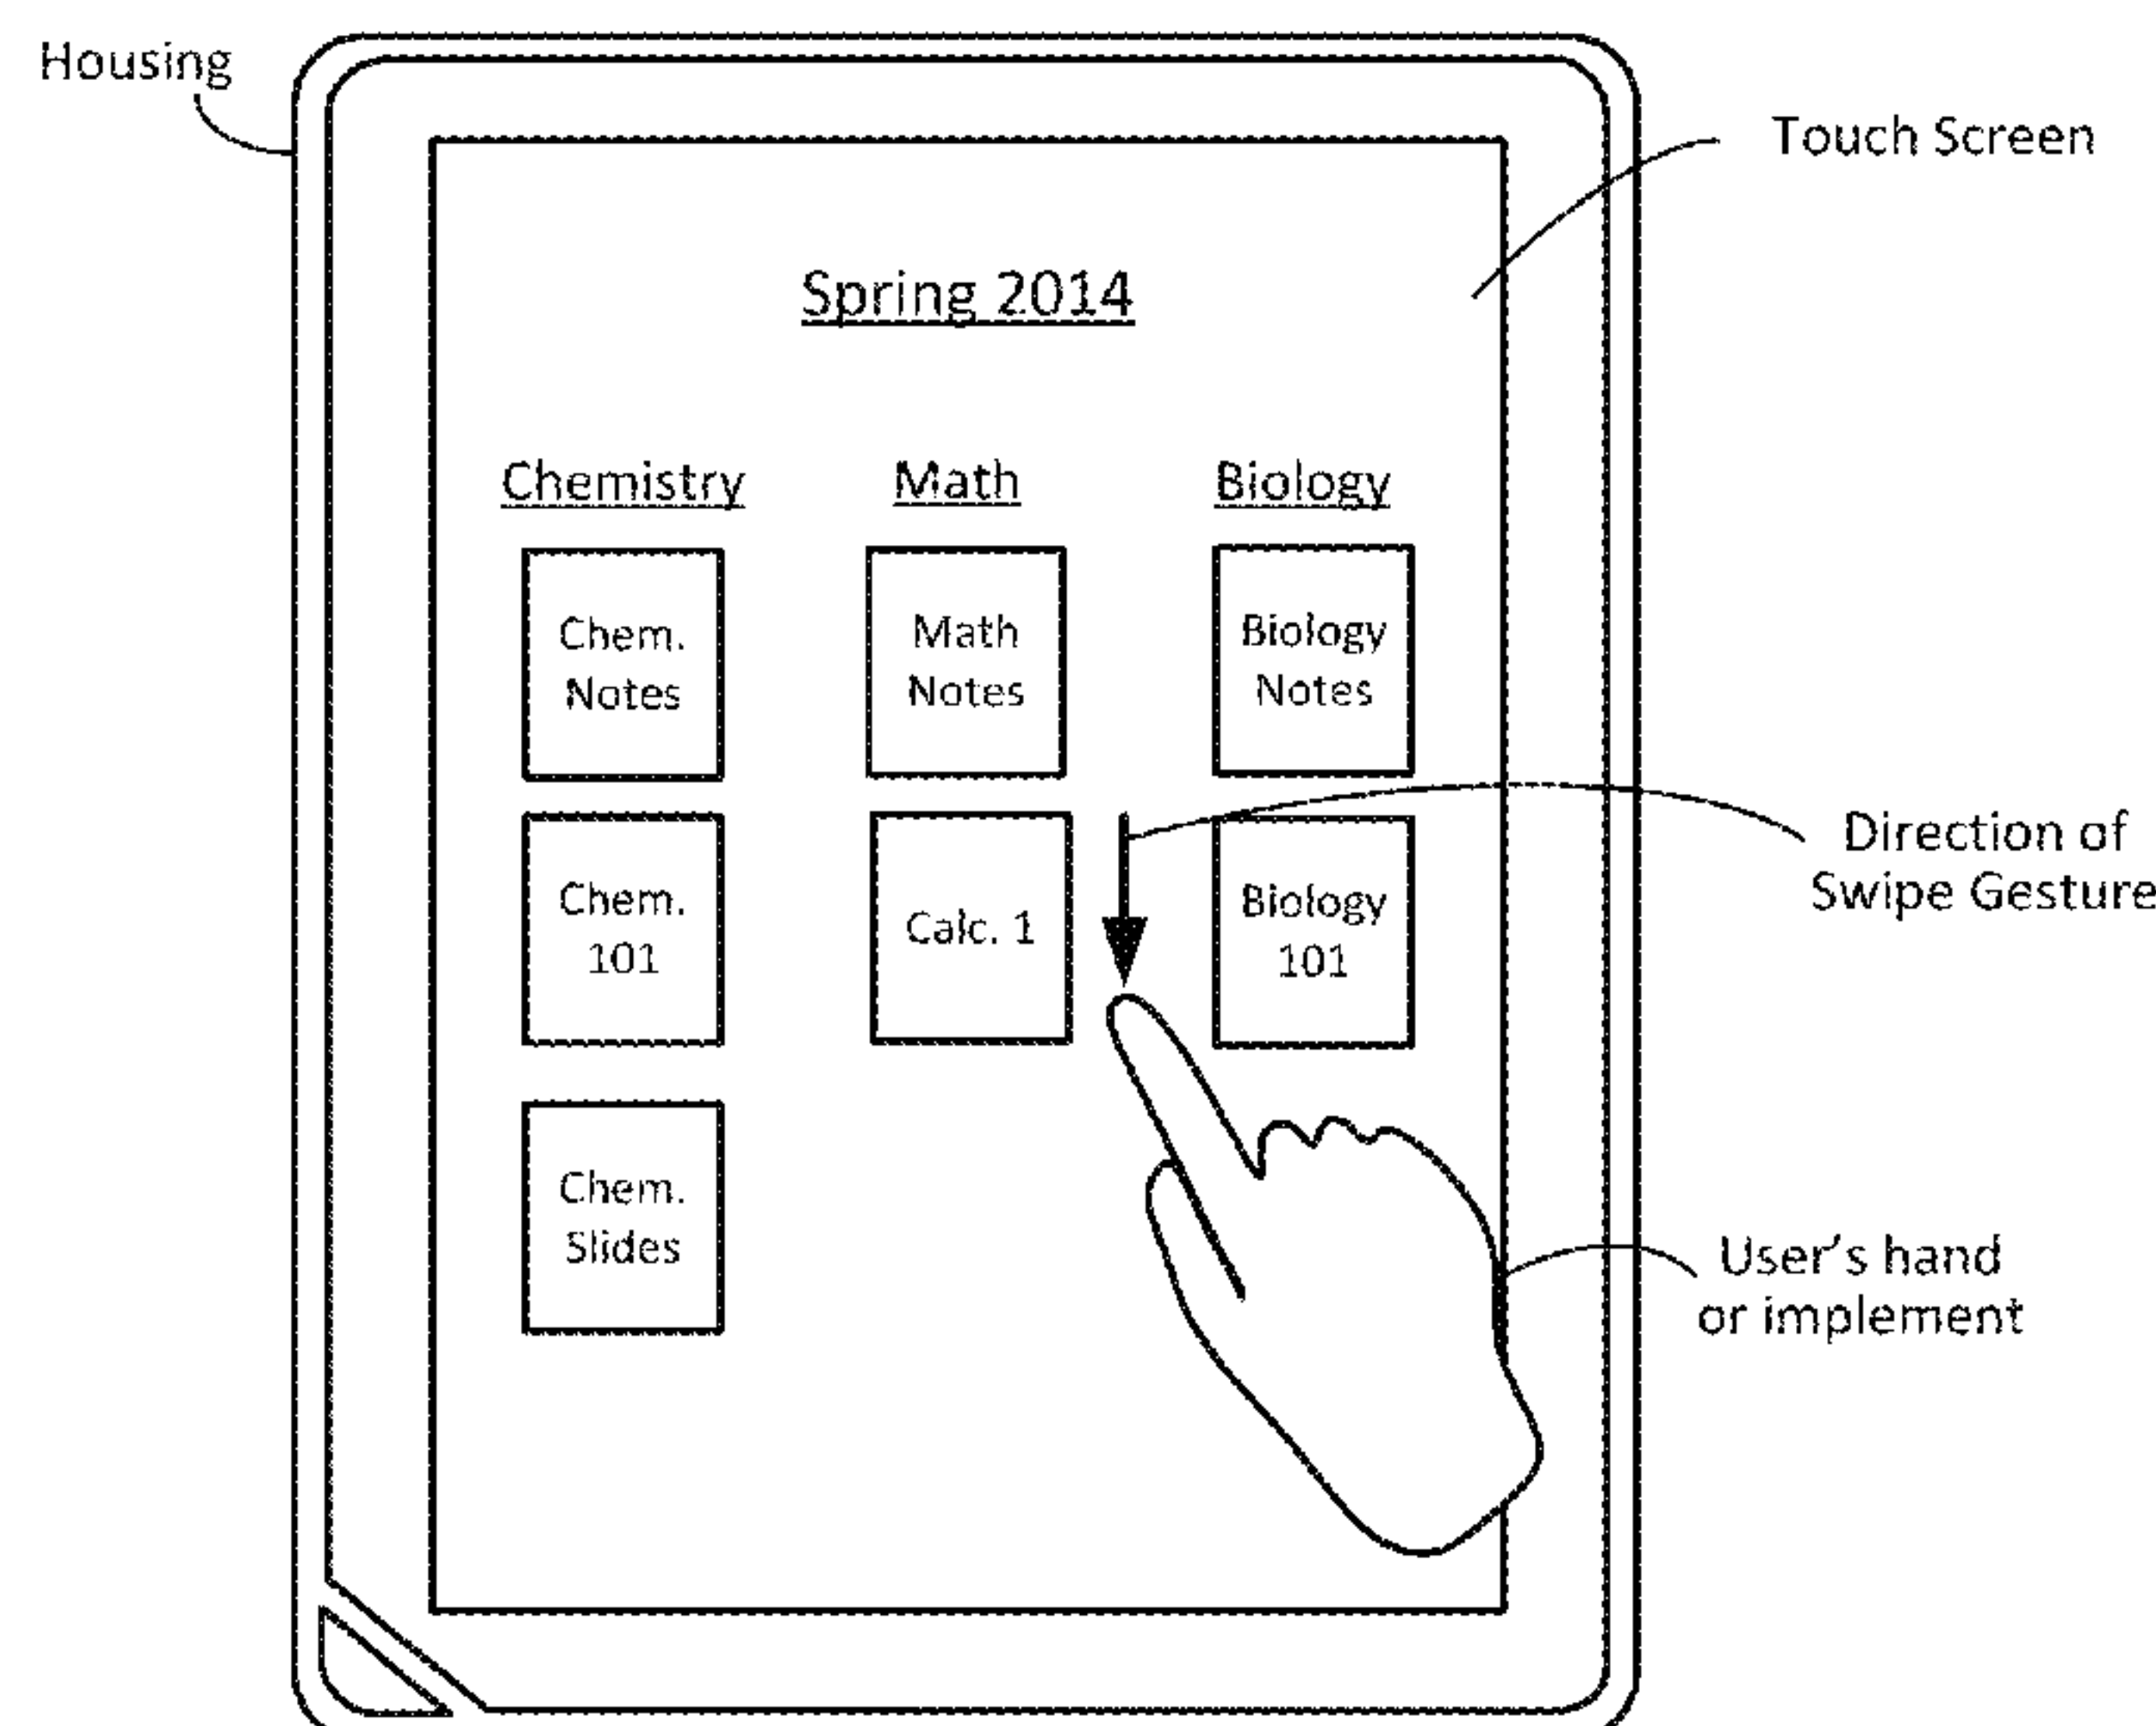 Housing
Touch Screen
Spring 2014
Chemistry
Math
Biology
Chem.
Notes
Math
Notes
Biology
Notes
Chem.
101
Calc. 1
Biology
101
Direction of
Swipe Gesture
Chem.
Slides
User's hand
or implement